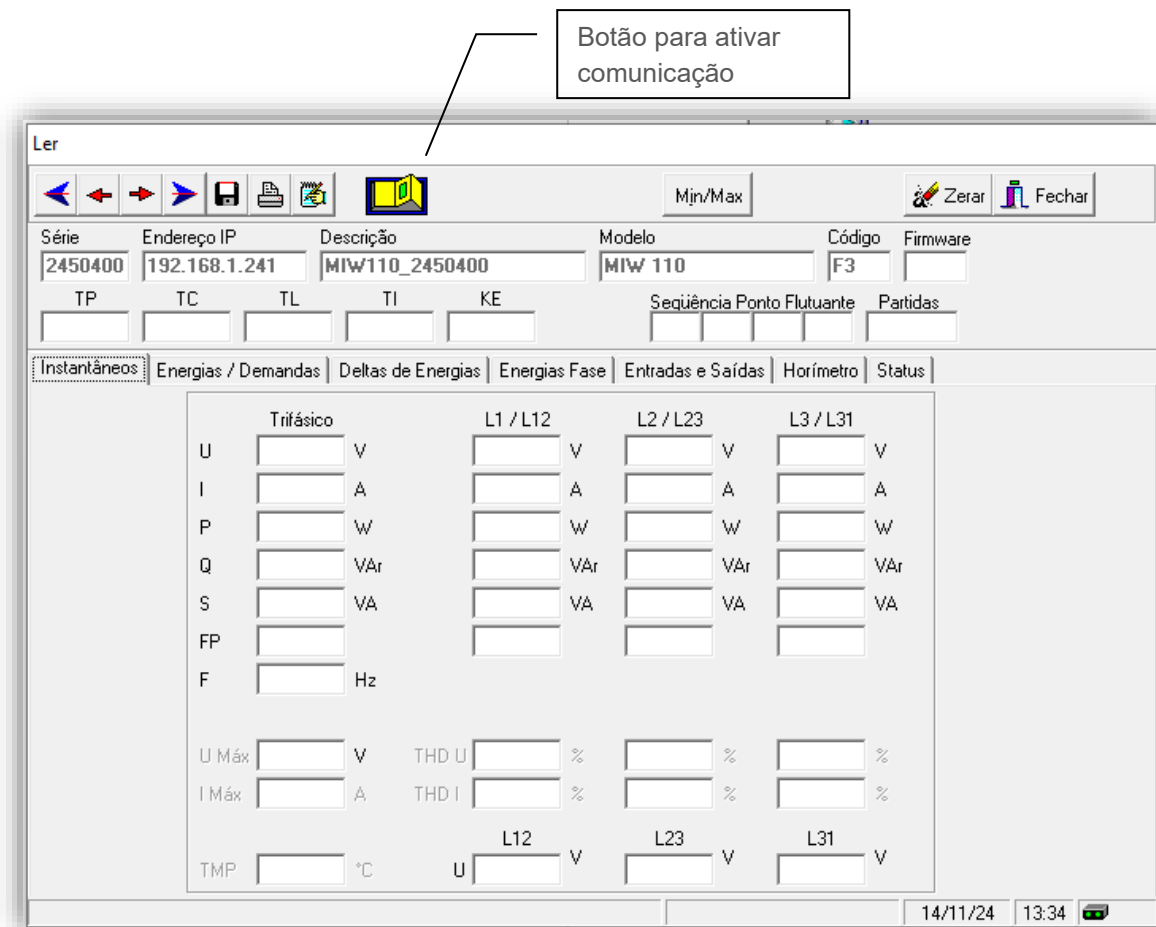 Botão para ativar
comunicação
Ler
Min/Max Zerar Fechar
Série Endereço IP Descrição Modelo Código Firmware
2450400 192.168.1.241 MIW110_2450400 MIW 110 F3
TP TC TL TI KE Seqüência Ponto Flutuante Partidas
Instantâneos Energias / Demandas Deltas de Energias Energias Fase Entradas e Saídas Horímetro Status
Trifásico L1 / L12 L2 / L23 L3 / L31
U V V V V
I A A A A
P W W W W
Q VAr VAr VAr VAr
S VA VA VA VA
FP
F Hz
U Máx V THD U % % %
I Máx A THD I % % %
L12 L23 L31
TMP °C U V V V
14/11/24 13:34